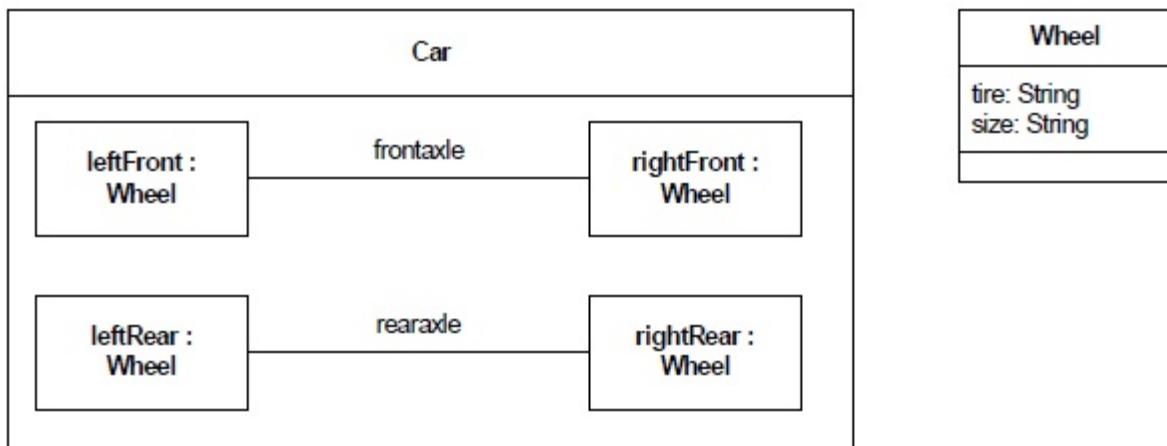 Car
leftFront :
Wheel
frontaxle
rightFront :
Wheel
leftRear :
Wheel
rearaxle
rightRear :
Wheel
Wheel
tire: String
size: String